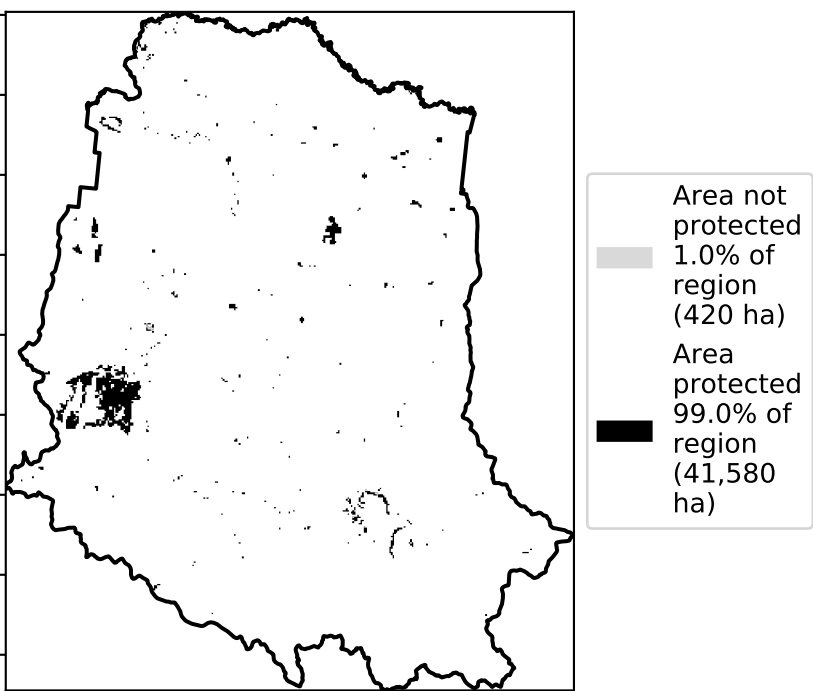 Area not
protected
1.0% of
region
(420 ha)
Area
protected
99.0% of
region
(41,580
ha)